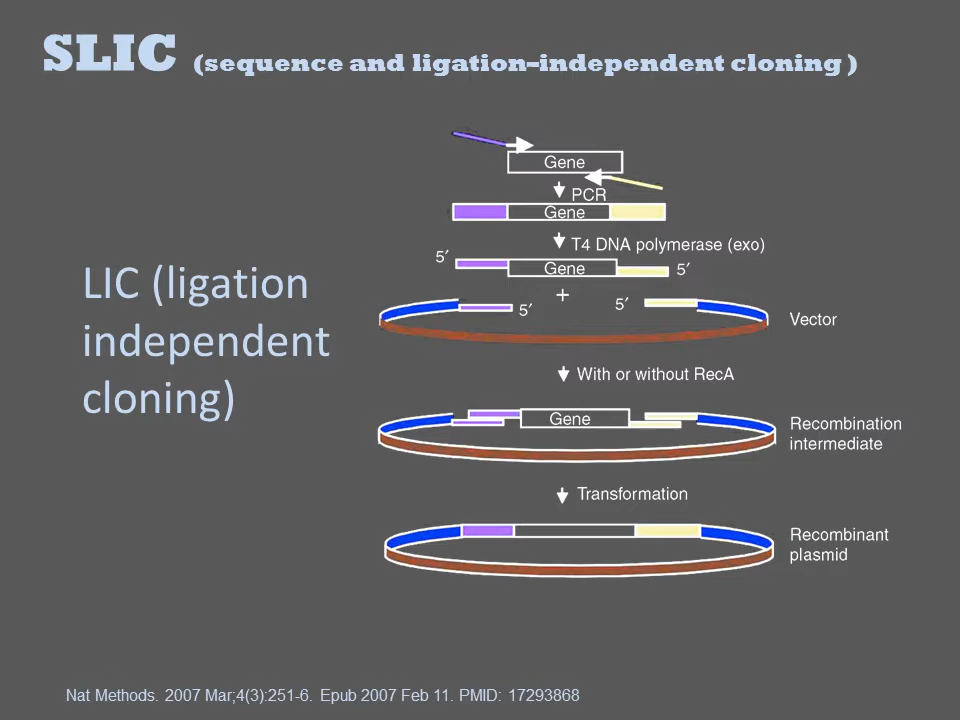 SLIC (sequence and ligation–independent cloning )
Gene
PCR
Gene
T4 DNA polymerase (exo)
5′
Gene
5′
+
5′
5′
Vector
LIC (ligation
independent
cloning)
With or without RecA
Gene
Recombination
intermediate
Transformation
Recombinant
plasmid
Nat Methods. 2007 Mar;4(3):251-6. Epub 2007 Feb 11. PMID: 17293868